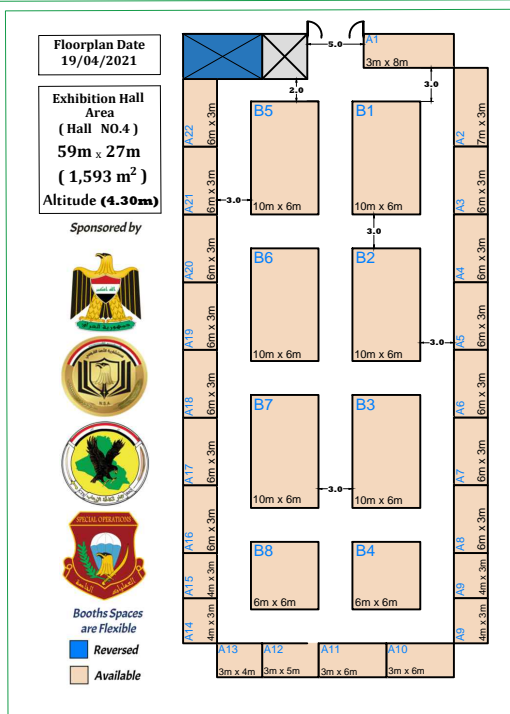 Floorplan Date
19/04/2021
Exhibition Hall
Area
( Hall NO.4 )
59m x 27m
( 1,593 m² )
Altitude (4.30m)
Sponsored by
جمهورية العراق
N.S.A
SPECIAL OPERATIONS
Booths Spaces
are Flexible
Reversed
Available
5.0
A1
3m x 8m
2.0
3.0
A22
6m x 3m
B5
10m x 6m
B1
10m x 6m
A2
7m x 3m
A21
6m x 3m
3.0
3.0
A3
6m x 3m
A20
6m x 3m
B6
10m x 6m
B2
10m x 6m
A4
6m x 3m
A19
6m x 3m
3.0
A5
6m x 3m
A18
6m x 3m
B7
10m x 6m
B3
10m x 6m
A6
6m x 3m
A17
6m x 3m
3.0
A7
6m x 3m
A16
6m x 3m
B8
6m x 6m
B4
6m x 6m
A8
6m x 3m
A15
4m x 3m
A9
4m x 3m
A14
4m x 3m
A9
4m x 3m
A13
3m x 4m
A12
3m x 5m
A11
3m x 6m
A10
3m x 6m